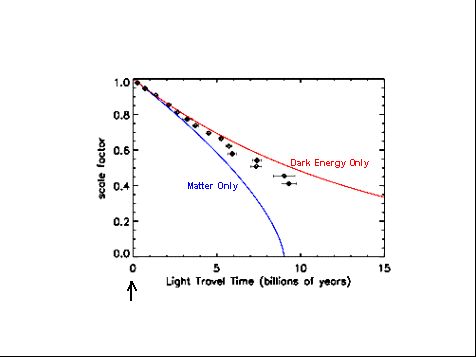 1.0
0.8
0.6
0.4
0.2
0.0
scale factor
Dark Energy Only
Matter Only
0 5 10 15
Light Travel Time (billions of years)